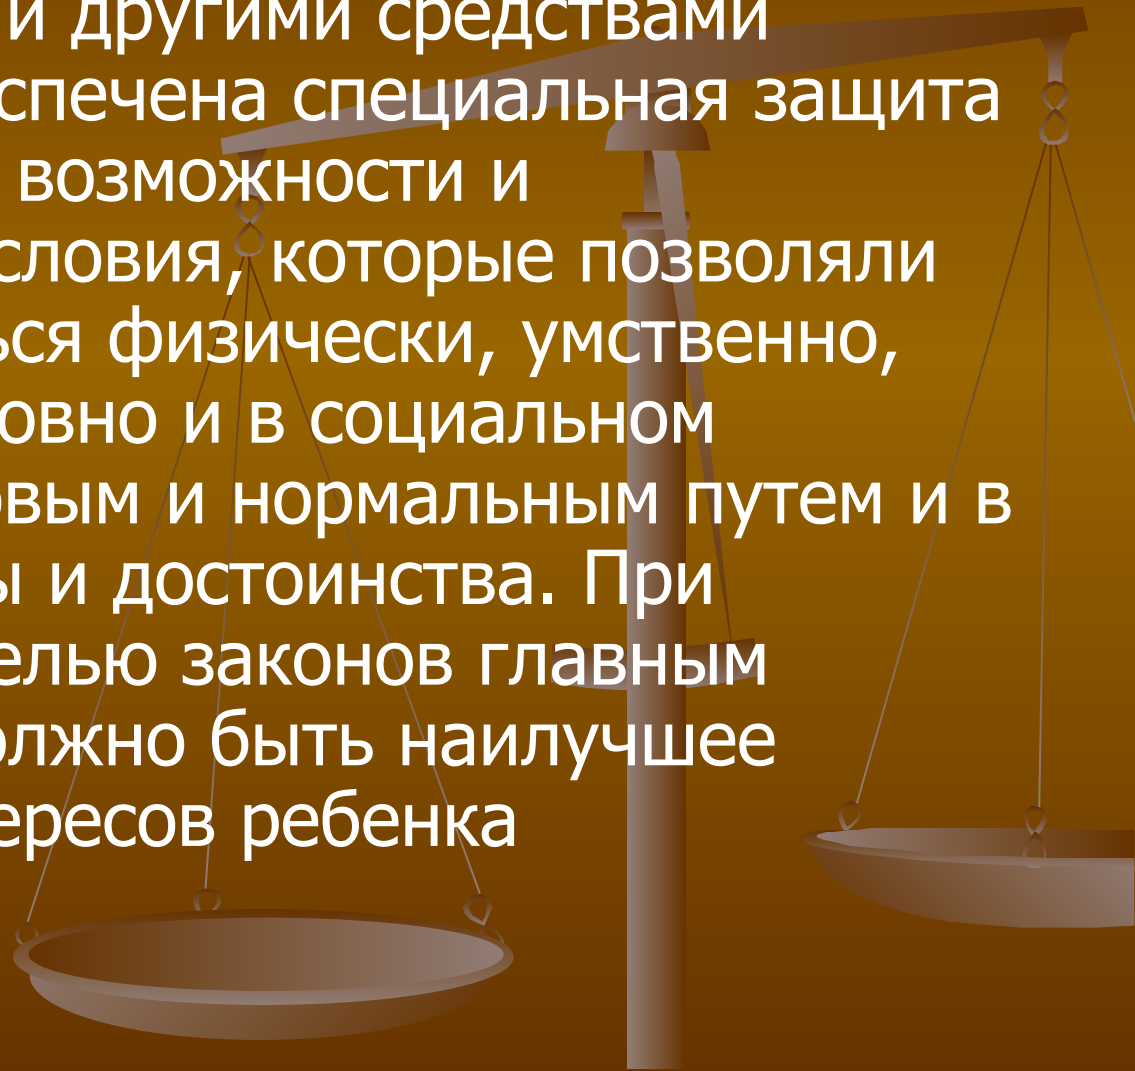 и другими средствами
спечена специальная защита
возможности и
словия, которые позволяли
ься физически, умственно,
овно и в социальном
овым и нормальным путем и в
ы и достоинства. При
елью законов главным
олжно быть наилучшее
ересов ребенка